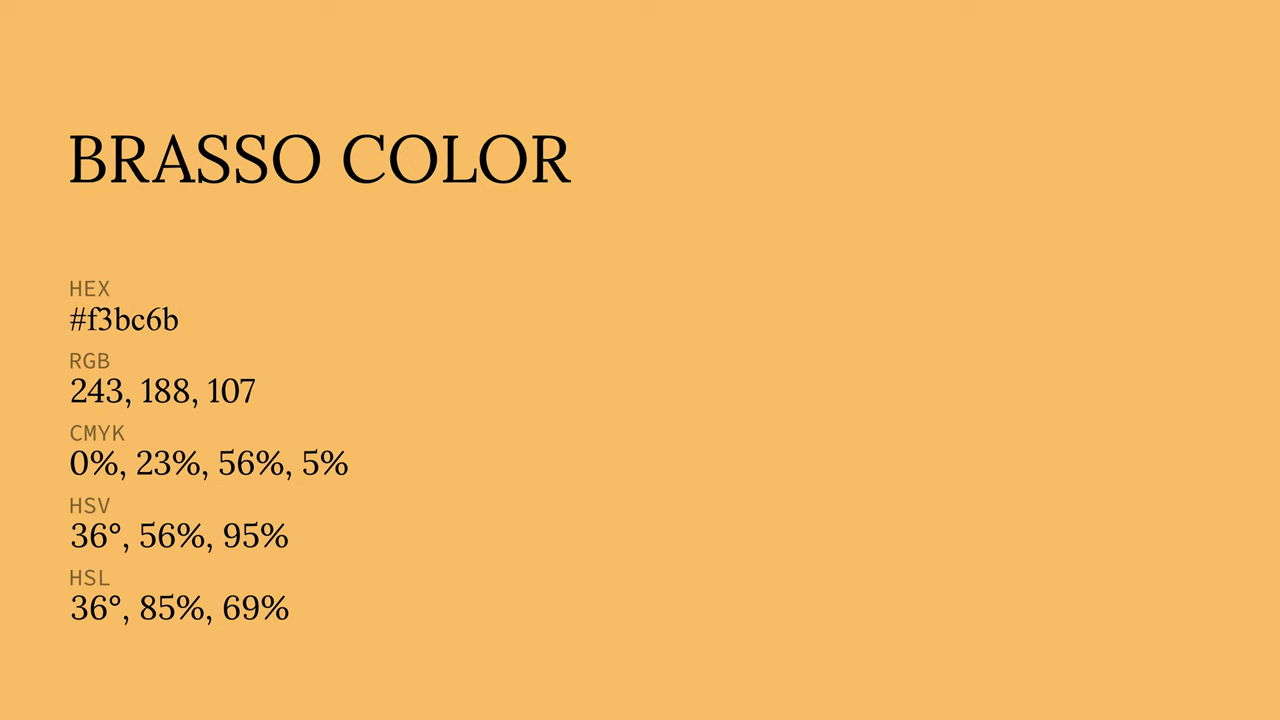 BRASSO COLOR
HEX
#f3bc6b
RGB
243, 188, 107
CMYK
0%, 23%, 56%, 5%
HSV
36°, 56%, 95%
HSL
36°, 85%, 69%